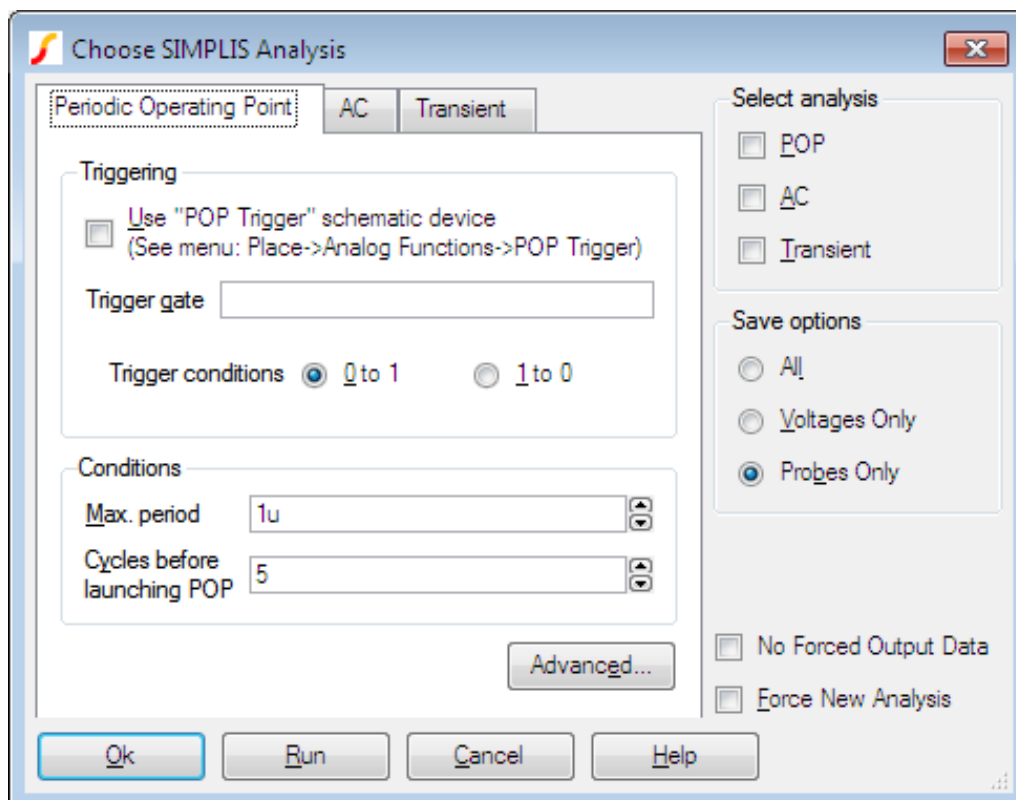 Choose SIMPLIS Analysis
Periodic Operating Point
AC
Transient
Triggering
Use "POP Trigger" schematic device
(See menu: Place->Analog Functions->POP Trigger)
Trigger gate
Trigger conditions
0 to 1
1 to 0
Conditions
Max. period
1u
Cycles before
launching POP
5
Advanced...
Select analysis
POP
AC
Transient
Save options
All
Voltages Only
Probes Only
No Forced Output Data
Force New Analysis
Ok
Run
Cancel
Help